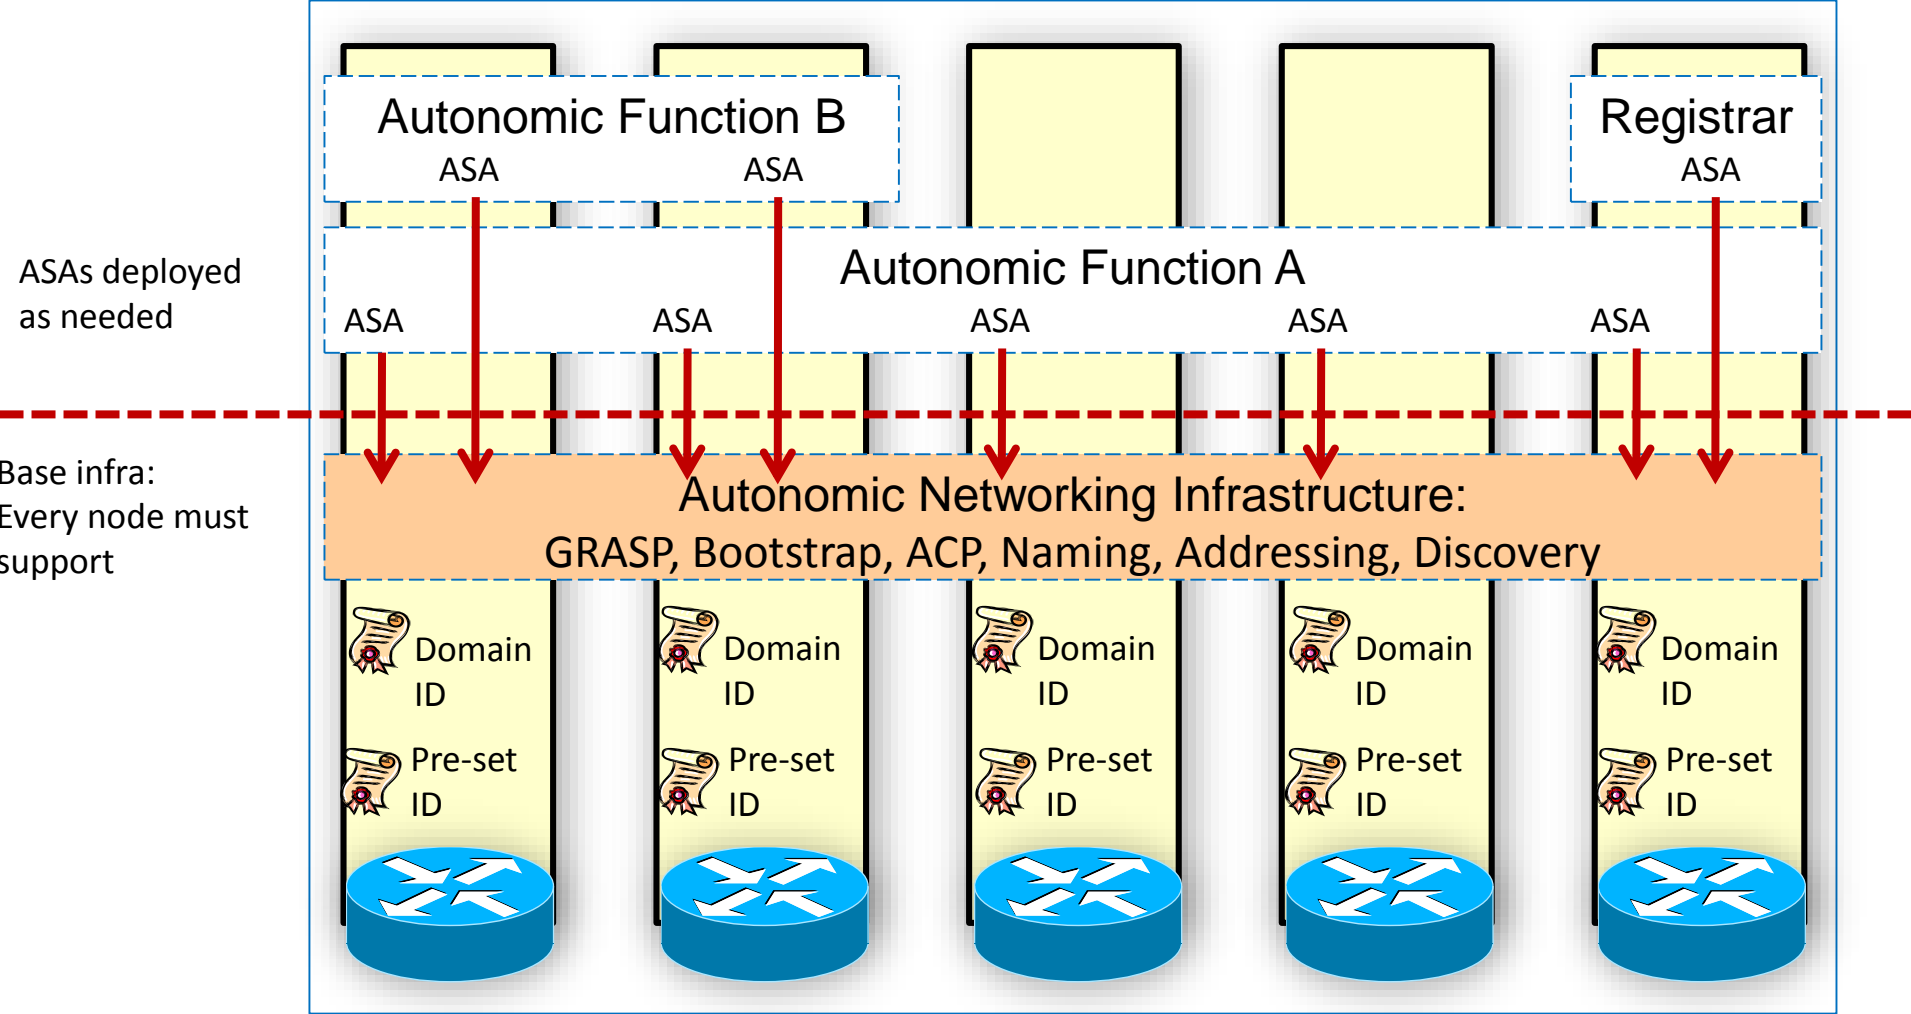 Autonomic Function B
Registrar
ASA ASA ASA
Autonomic Function A
ASAs deployed
as needed
ASA ASA ASA ASA ASA
Base infra:
Every node must
support
Autonomic Networking Infrastructure:
GRASP, Bootstrap, ACP, Naming, Addressing, Discovery
Domain
ID
Domain
ID
Domain
ID
Domain
ID
Domain
ID
Pre-set
ID
Pre-set
ID
Pre-set
ID
Pre-set
ID
Pre-set
ID